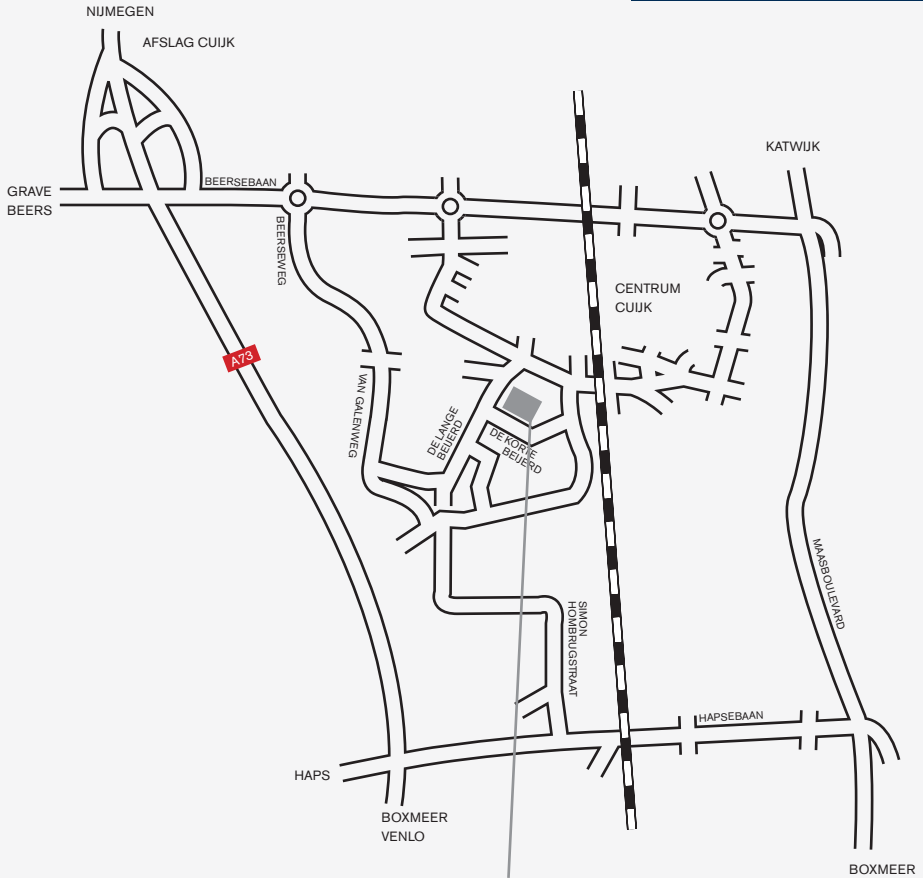 NIJMEGEN
AFSLAG CUIJK
KATWIJK
GRAVE
BEERS
BEERSEBAAN
BEERSEWEG
CENTRUM
CUIJK
A73
VAN GALENWEG
DE LANGE
BEIJERD
DE KORTE
BEIJERD
MAASBOULEVARD
SIMON
HOMBRUGSTRAAT
HAPSEBAAN
HAPS
BOXMEER
VENLO
BOXMEER